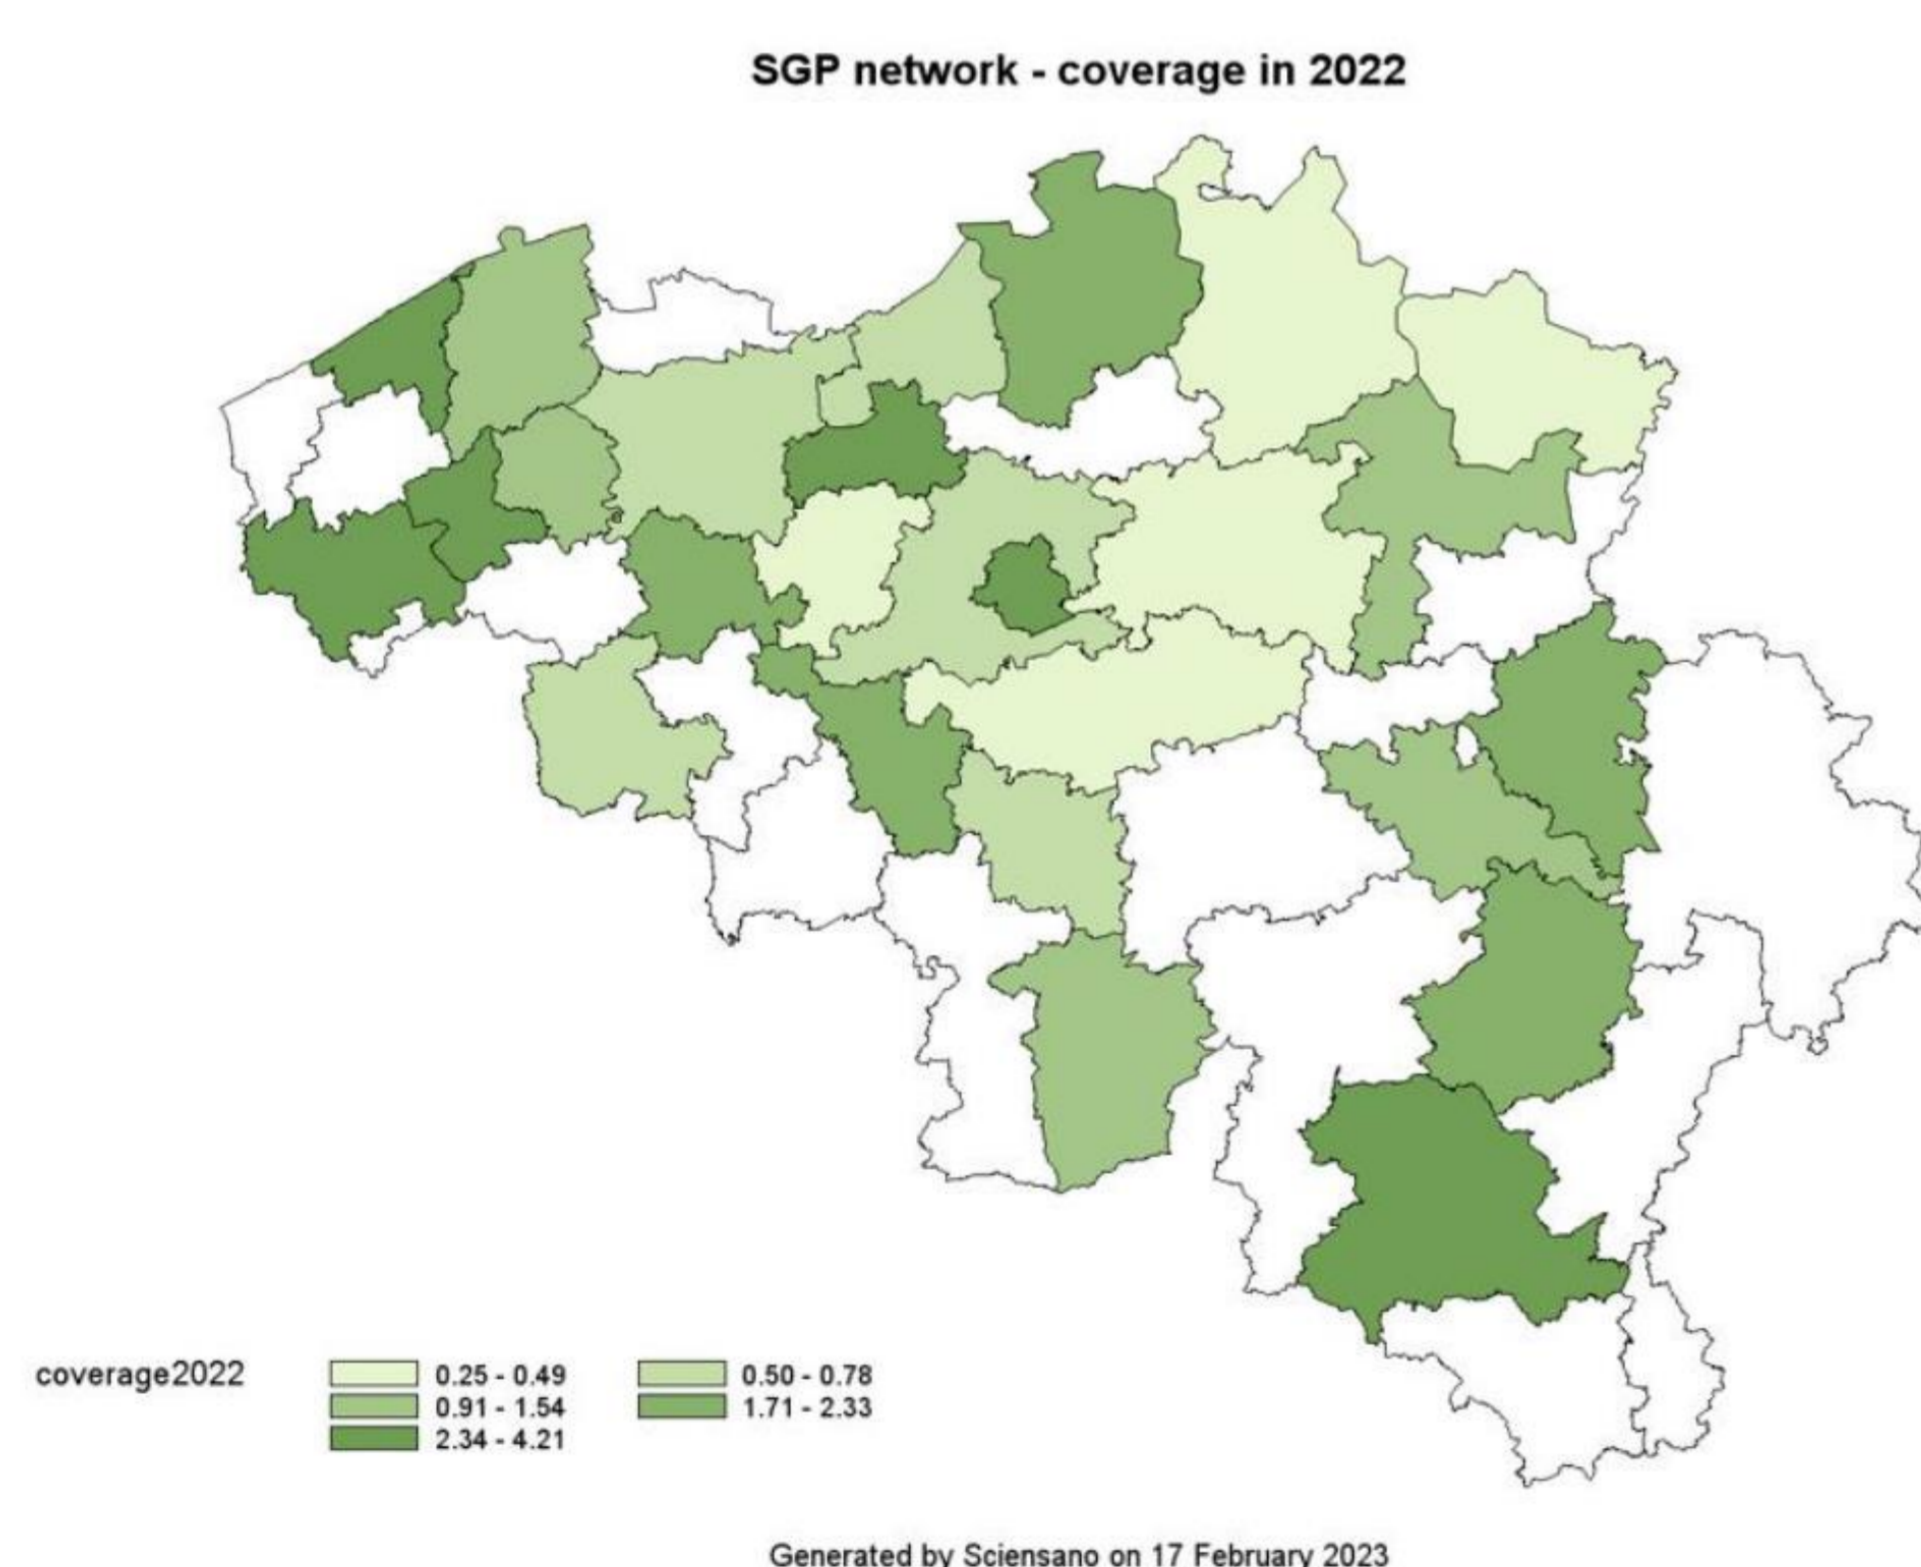 SGP network - coverage in 2022
coverage2022
0.25 - 0.49
0.50 - 0.78
0.91 - 1.54
1.71 - 2.33
2.34 - 4.21
Generated by Sciensano on 17 February 2023